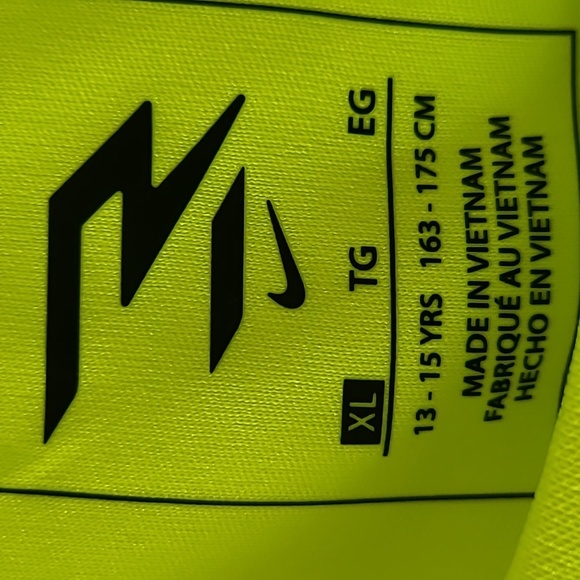 XL TG EG
13 - 15 YRS 163 - 175 CM
MADE IN VIETNAM
FABRIQUÉ AU VIETNAM
HECHO EN VIETNAM